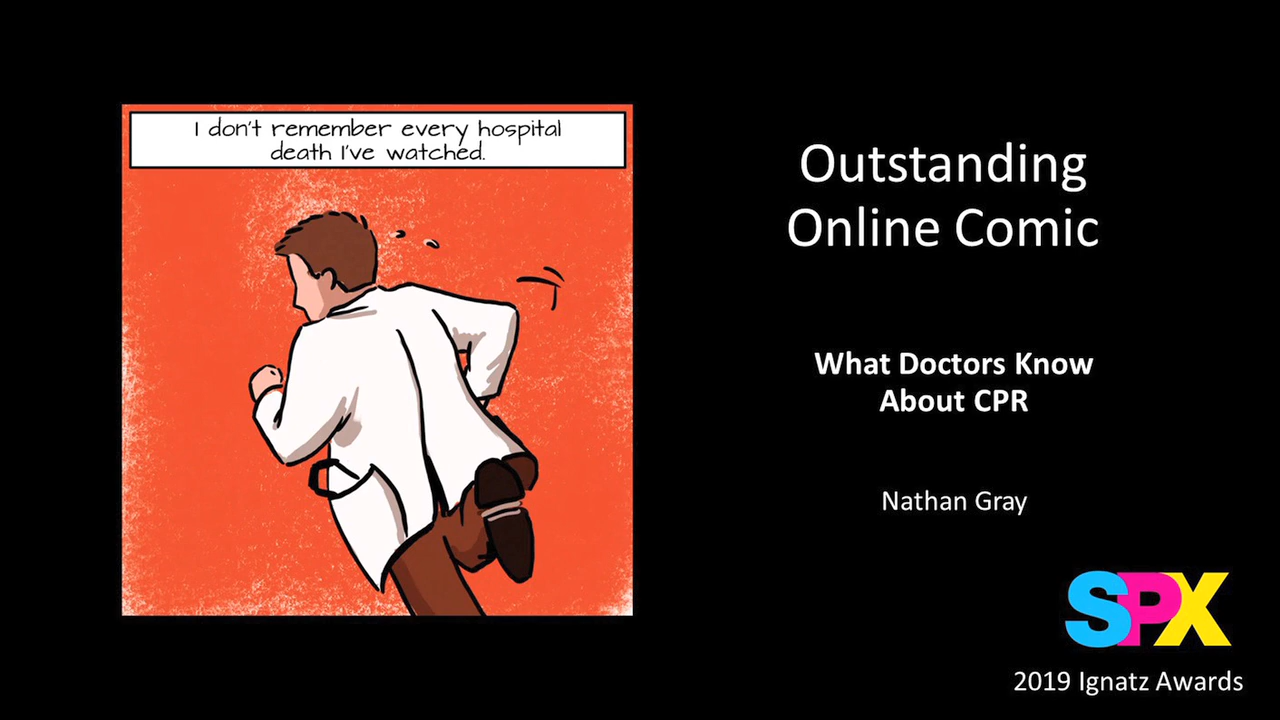 I don't remember every hospital
death I've watched.
Outstanding
Online Comic
What Doctors Know
About CPR
Nathan Gray
SPX
2019 Ignatz Awards